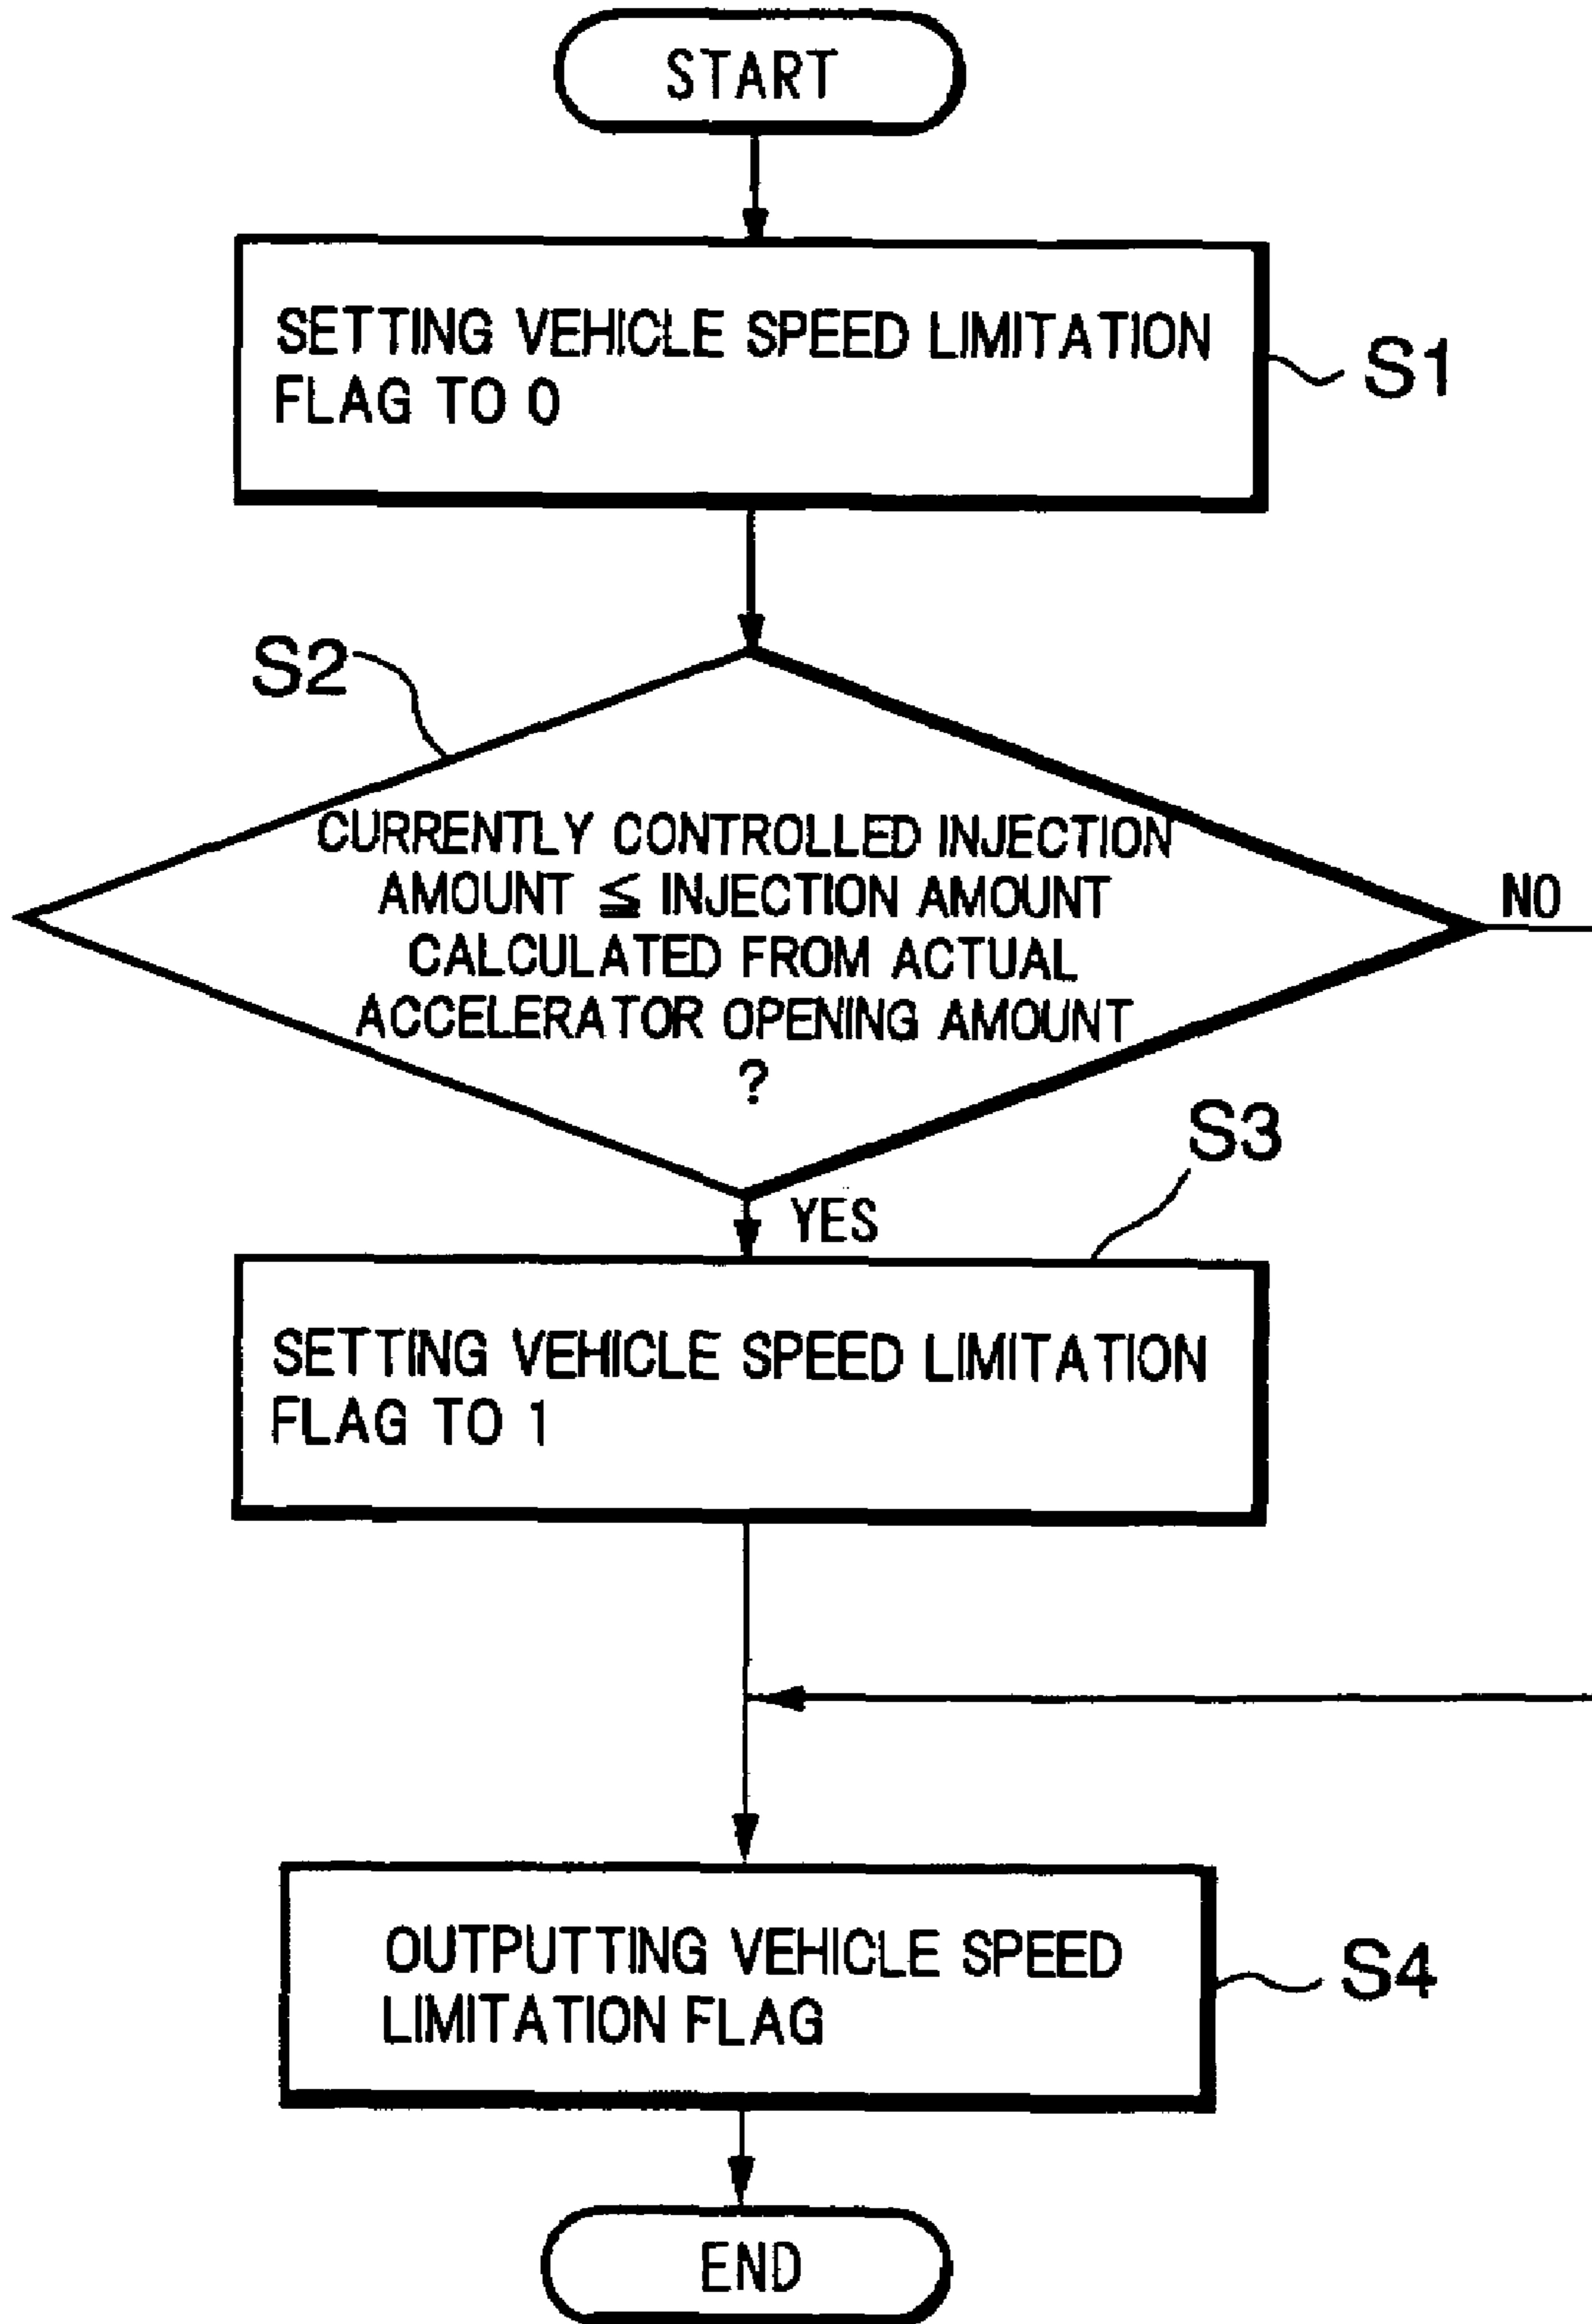 START
SETTING VEHICLE SPEED LIMITATION
FLAG TO 0
S1
S2
CURRENTLY CONTROLLED INJECTION
AMOUNT ≦ INJECTION AMOUNT
CALCULATED FROM ACTUAL
ACCELERATOR OPENING AMOUNT
?
NO
YES
S3
SETTING VEHICLE SPEED LIMITATION
FLAG TO 1
OUTPUTTING VEHICLE SPEED
LIMITATION FLAG
S4
END